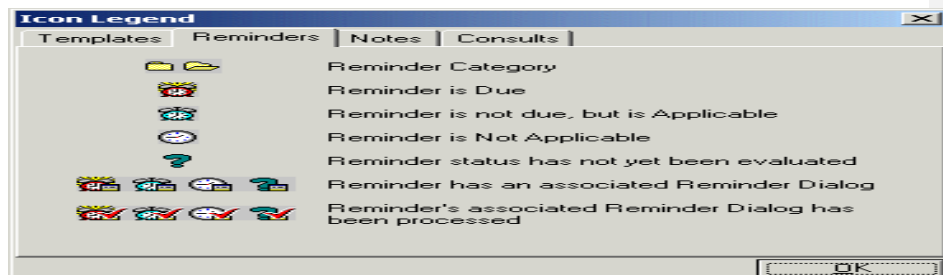 Icon Legend
Templates Reminders Notes Consults
Reminder Category
Reminder is Due
Reminder is not due, but is Applicable
Reminder is Not Applicable
Reminder status has not yet been evaluated
Reminder has an associated Reminder Dialog
Reminder's associated Reminder Dialog has
been processed
OK